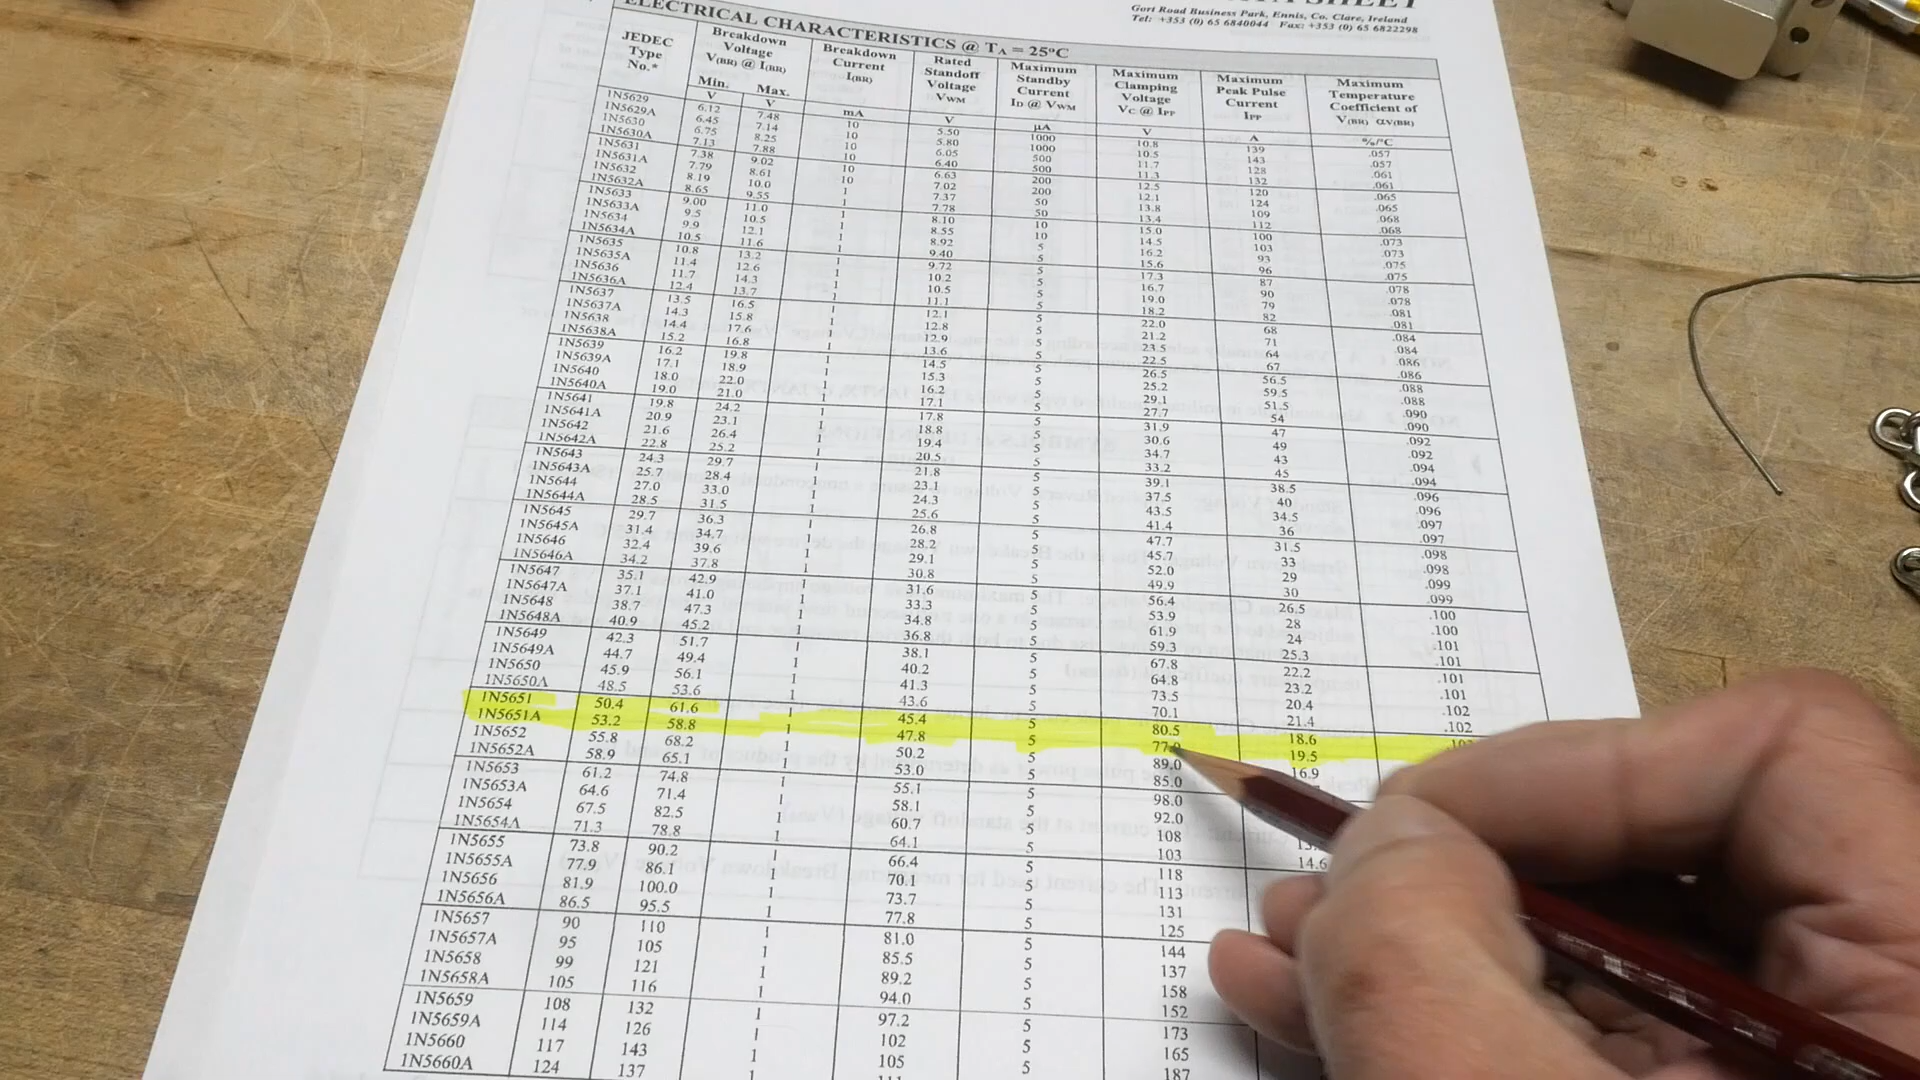 Gort Road Business Park, Ennis, Co. Clare, Ireland
Tel: +353 (0) 65 6840044 Fax: +353 (0) 65 6822298
ELECTRICAL CHARACTERISTICS @ TA = 25°C
JEDEC Type No.* Breakdown Voltage V(BR) @ I(BR) Breakdown Current I(BR) Rated Standoff Voltage VWM Maximum Standby Current ID @ VWM Maximum Clamping Voltage VC @ IPP Maximum Peak Pulse Current IPP Maximum Temperature Coefficient of V(BR) αV(BR)
Min. Max.
V V mA V µA V A %/°C
1N5629 6.12 7.48 10 5.50 1000 10.8 139 .057
1N5629A 6.45 7.14 10 5.80 1000 10.5 143 .057
1N5630 6.75 8.25 10 6.05 500 11.7 128 .061
1N5630A 7.13 7.88 10 6.40 500 11.3 132 .061
1N5631 7.38 9.02 10 6.63 200 12.5 120 .065
1N5631A 7.79 8.61 10 7.02 200 12.1 124 .065
1N5632 8.19 10.0 1 7.37 50 13.8 109 .068
1N5632A 8.65 9.55 1 7.78 50 13.4 112 .068
1N5633 9.00 11.0 1 8.10 10 15.0 100 .073
1N5633A 9.5 10.5 1 8.55 10 14.5 103 .073
1N5634 9.9 12.1 1 8.92 5 16.2 93 .075
1N5634A 10.5 11.6 1 9.40 5 15.6 96 .075
1N5635 10.8 13.2 1 9.72 5 17.3 87 .078
1N5635A 11.4 12.6 1 10.2 5 16.7 90 .078
1N5636 11.7 14.3 1 10.5 5 19.0 79 .081
1N5636A 12.4 13.7 1 11.1 5 18.2 82 .081
1N5637 13.5 16.5 1 12.1 5 22.0 68 .084
1N5637A 14.3 15.8 1 12.8 5 21.2 71 .084
1N5638 14.4 17.6 1 12.9 5 23.5 64 .086
1N5638A 15.2 16.8 1 13.6 5 22.5 67 .086
1N5639 16.2 19.8 1 14.5 5 26.5 56.5 .088
1N5639A 17.1 18.9 1 15.3 5 25.2 59.5 .088
1N5640 18.0 22.0 1 16.2 5 29.1 51.5 .090
1N5640A 19.0 21.0 1 17.1 5 27.7 54 .090
1N5641 19.8 24.2 1 17.8 5 31.9 47 .092
1N5641A 20.9 23.1 1 18.8 5 30.6 49 .092
1N5642 21.6 26.4 1 19.4 5 34.7 43 .094
1N5642A 22.8 25.2 1 20.5 5 33.2 45 .094
1N5643 24.3 29.7 1 21.8 5 39.1 38.5 .096
1N5643A 25.7 28.4 1 23.1 5 37.5 40 .096
1N5644 27.0 33.0 1 24.3 5 43.5 34.5 .097
1N5644A 28.5 31.5 1 25.6 5 41.4 36 .097
1N5645 29.7 36.3 1 26.8 5 47.7 31.5 .098
1N5645A 31.4 34.7 1 28.2 5 45.7 33 .098
1N5646 32.4 39.6 1 29.1 5 52.0 29 .099
1N5646A 34.2 37.8 1 30.8 5 49.9 30 .099
1N5647 35.1 42.9 1 31.6 5 56.4 26.5 .100
1N5647A 37.1 41.0 1 33.3 5 53.9 28 .100
1N5648 38.7 47.3 1 34.8 5 61.9 24 .101
1N5648A 40.9 45.2 1 36.8 5 59.3 25.3 .101
1N5649 42.3 51.7 1 38.1 5 67.8 22.2 .101
1N5649A 44.7 49.4 1 40.2 5 64.8 23.2 .101
1N5650 45.9 56.1 1 41.3 5 73.5 20.4 .102
1N5650A 48.5 53.6 1 43.6 5 70.1 21.4 .102
1N5651 50.4 61.6 1 45.4 5 80.5 18.6
1N5651A 53.2 58.8 1 47.8 5 77.0 19.5
1N5652 55.8 68.2 1 50.2 5 89.0 16.9
1N5652A 58.9 65.1 1 53.0 5 85.0
1N5653 61.2 74.8 1 55.1 5 98.0
1N5653A 64.6 71.4 1 58.1 5 92.0
1N5654 67.5 82.5 1 60.7 5 108
1N5654A 71.3 78.8 1 64.1 5 103 14.6
1N5655 73.8 90.2 1 66.4 5 118
1N5655A 77.9 86.1 1 70.1 5 113
1N5656 81.9 100.0 1 73.7 5 131
1N5656A 86.5 95.5 1 77.8 5 125
1N5657 90 110 1 81.0 5 144
1N5657A 95 105 1 85.5 5 137
1N5658 99 121 1 89.2 5 158
1N5658A 105 116 1 94.0 5 152
1N5659 108 132 1 97.2 5 173
1N5659A 114 126 1 102 5 165
1N5660 117 143 1 105 5 187
1N5660A 124 137 1